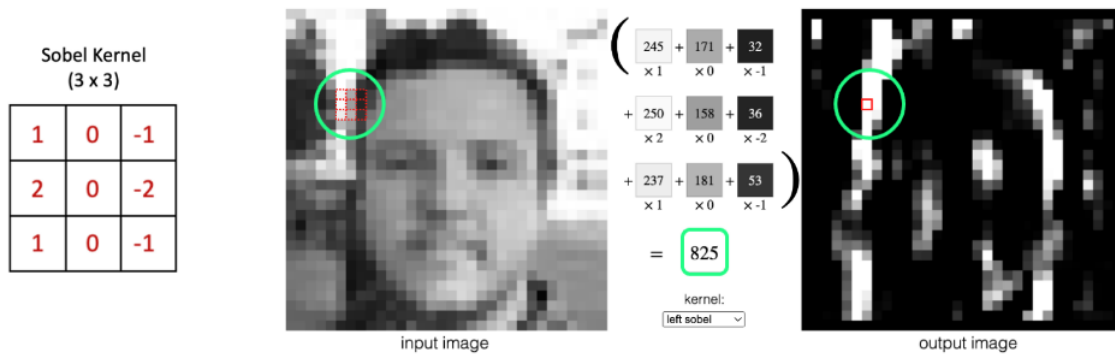 Sobel Kernel
(3 x 3)
1 0 -1
2 0 -2
1 0 -1
( 245 + 171 + 32
× 1 × 0 × -1
+ 250 + 158 + 36
× 2 × 0 × -2
+ 237 + 181 + 53 )
× 1 × 0 × -1
= 825
kernel:
left sobel
input image
output image